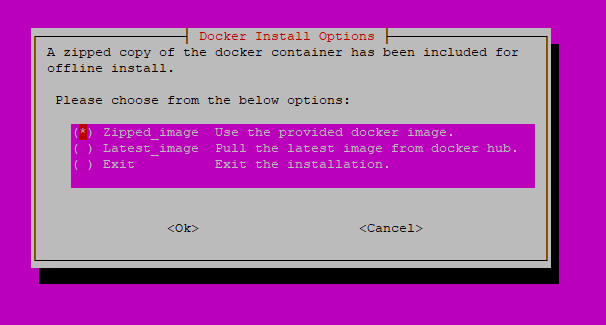 Docker Install Options
A zipped copy of the docker container has been included for
offline install.
Please choose from the below options:
(*) Zipped_image  Use the provided docker image.
( ) Latest_image  Pull the latest image from docker hub.
( ) Exit          Exit the installation.
<Ok>                    <Cancel>